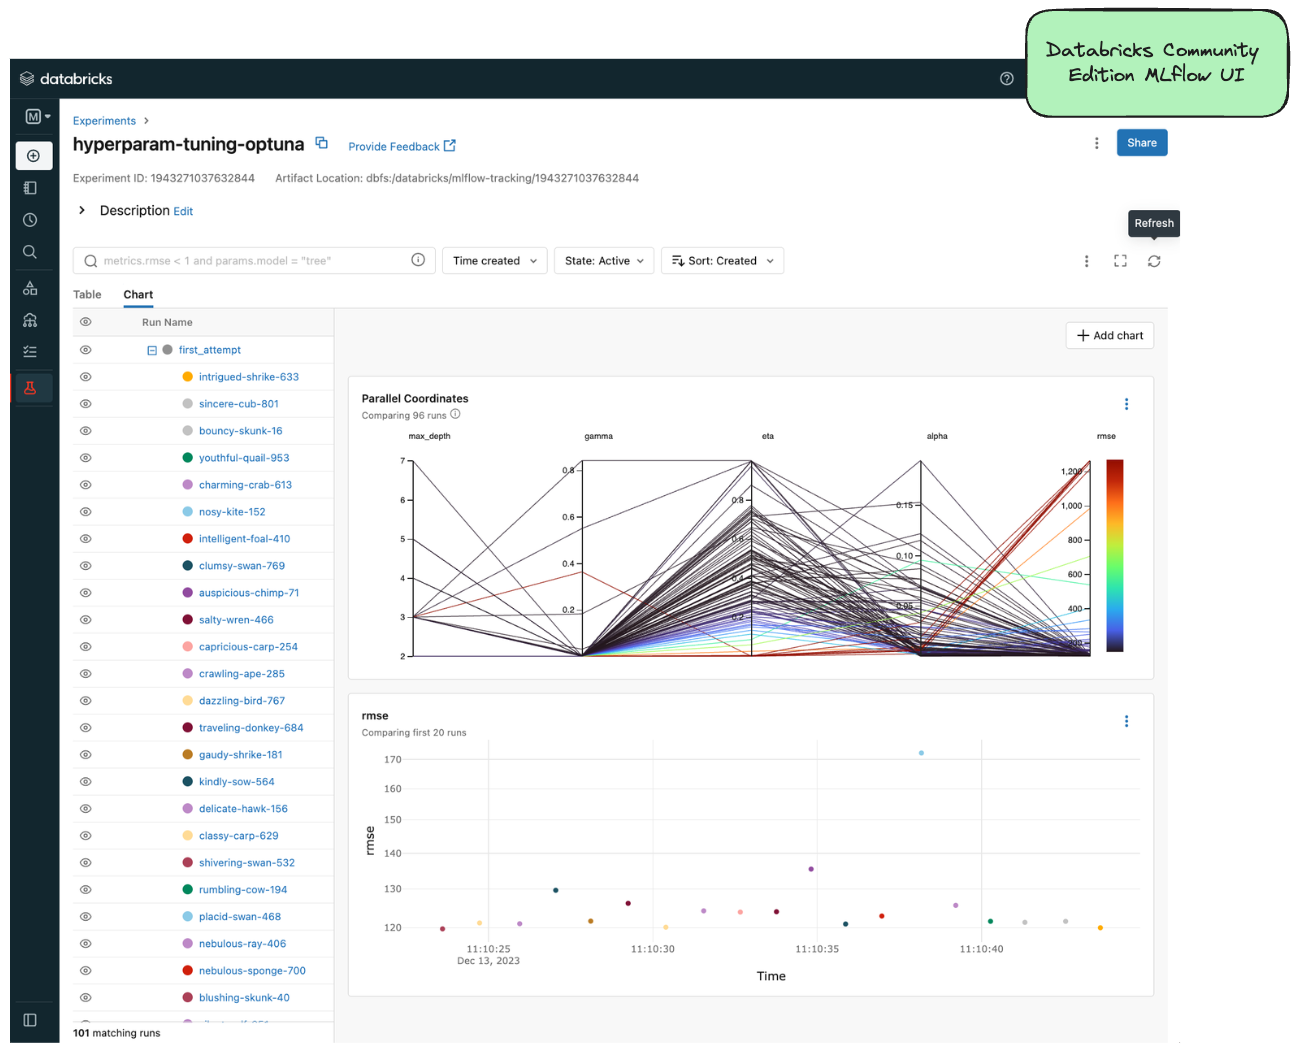 Databricks Community
Edition MLflow UI
databricks
M
Experiments >
hyperparam-tuning-optuna
Provide Feedback
Share
Experiment ID: 1943271037632844 Artifact Location: dbfs:/databricks/mlflow-tracking/1943271037632844
Description Edit
Refresh
metrics.rmse < 1 and params.model = "tree"
Time created
State: Active
Sort: Created
Table Chart
Run Name
+ Add chart
first_attempt
intrigued-shrike-633
sincere-cub-801
bouncy-skunk-16
youthful-quail-953
charming-crab-613
nosy-kite-152
intelligent-foal-410
clumsy-swan-769
auspicious-chimp-71
salty-wren-466
capricious-carp-254
crawling-ape-285
dazzling-bird-767
traveling-donkey-684
gaudy-shrike-181
kindly-sow-564
delicate-hawk-156
classy-carp-629
shivering-swan-532
rumbling-cow-194
placid-swan-468
nebulous-ray-406
nebulous-sponge-700
blushing-skunk-40
101 matching runs
Parallel Coordinates
Comparing 96 runs
max_depth gamma eta alpha rmse
7
6
5
4
3
2
0.8
0.6
0.4
0.2
0.8
0.6
0.4
0.2
0.15
0.10
0.05
1,200
1,000
800
600
400
200
rmse
Comparing first 20 runs
170
160
150
140
130
120
rmse
11:10:25 11:10:30 11:10:35 11:10:40
Dec 13, 2023
Time